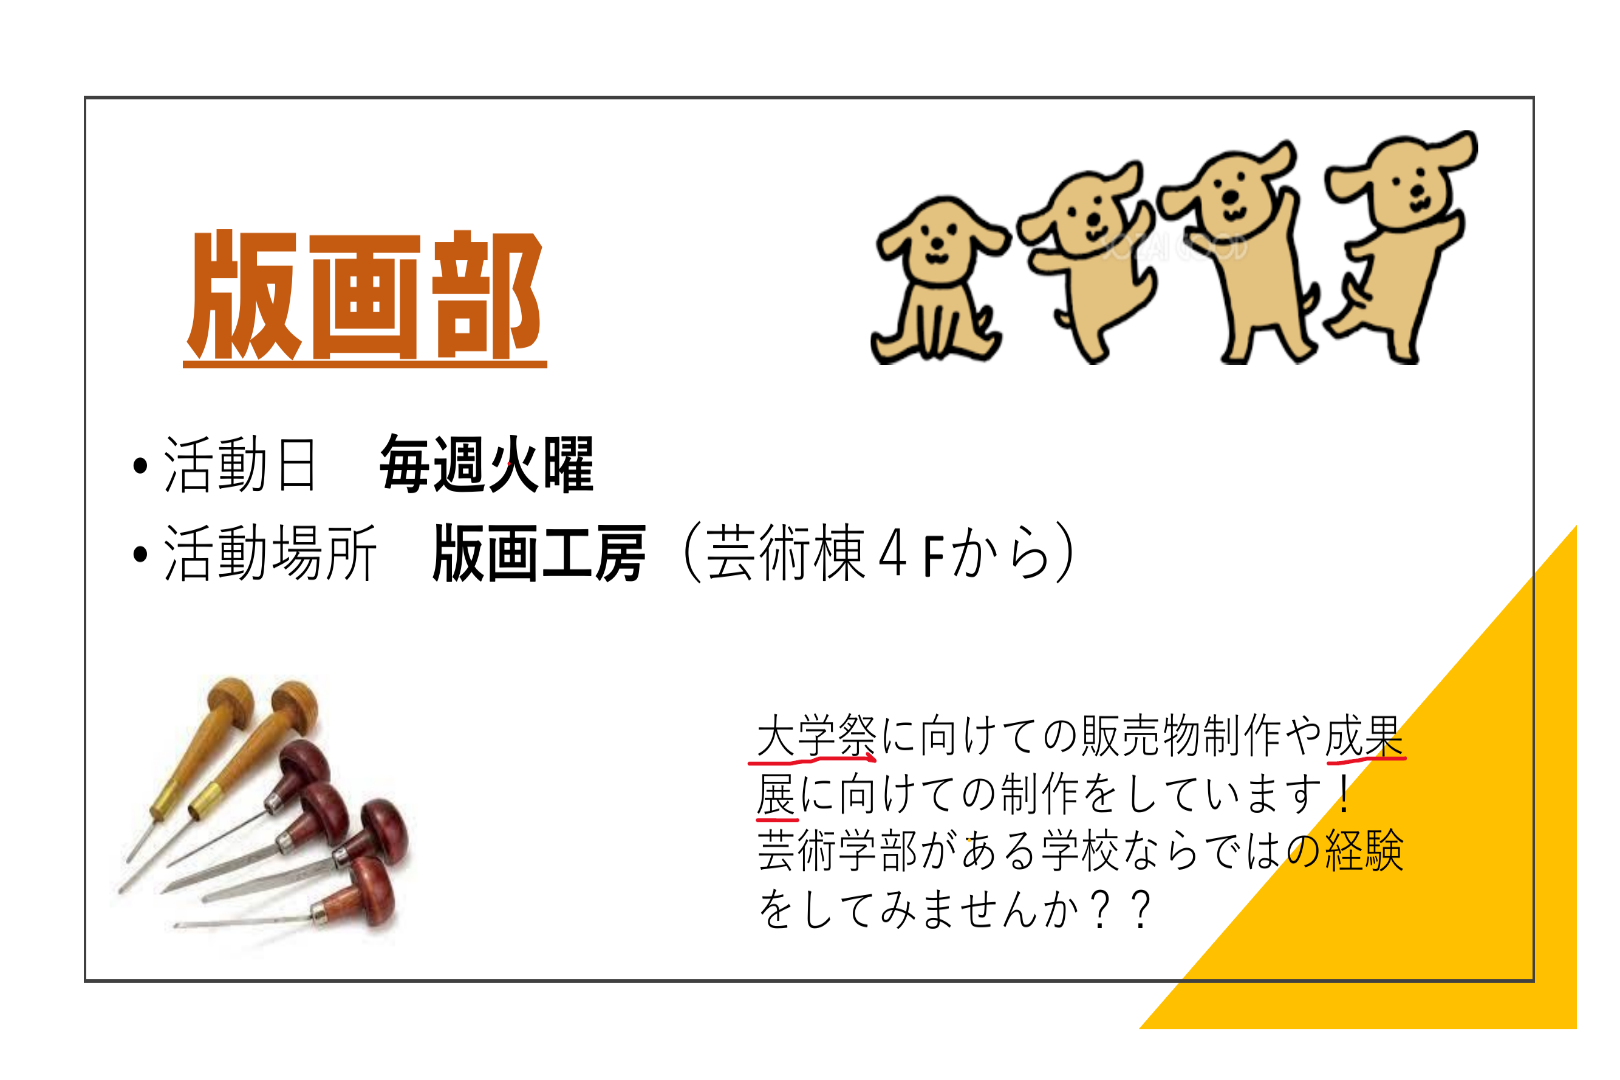 版画部
• 活動日　毎週火曜
• 活動場所　版画工房（芸術棟４Fから）
大学祭に向けての販売物制作や成果
展に向けての制作をしています！
芸術学部がある学校ならではの経験
をしてみませんか？？
SOZAI GOOD